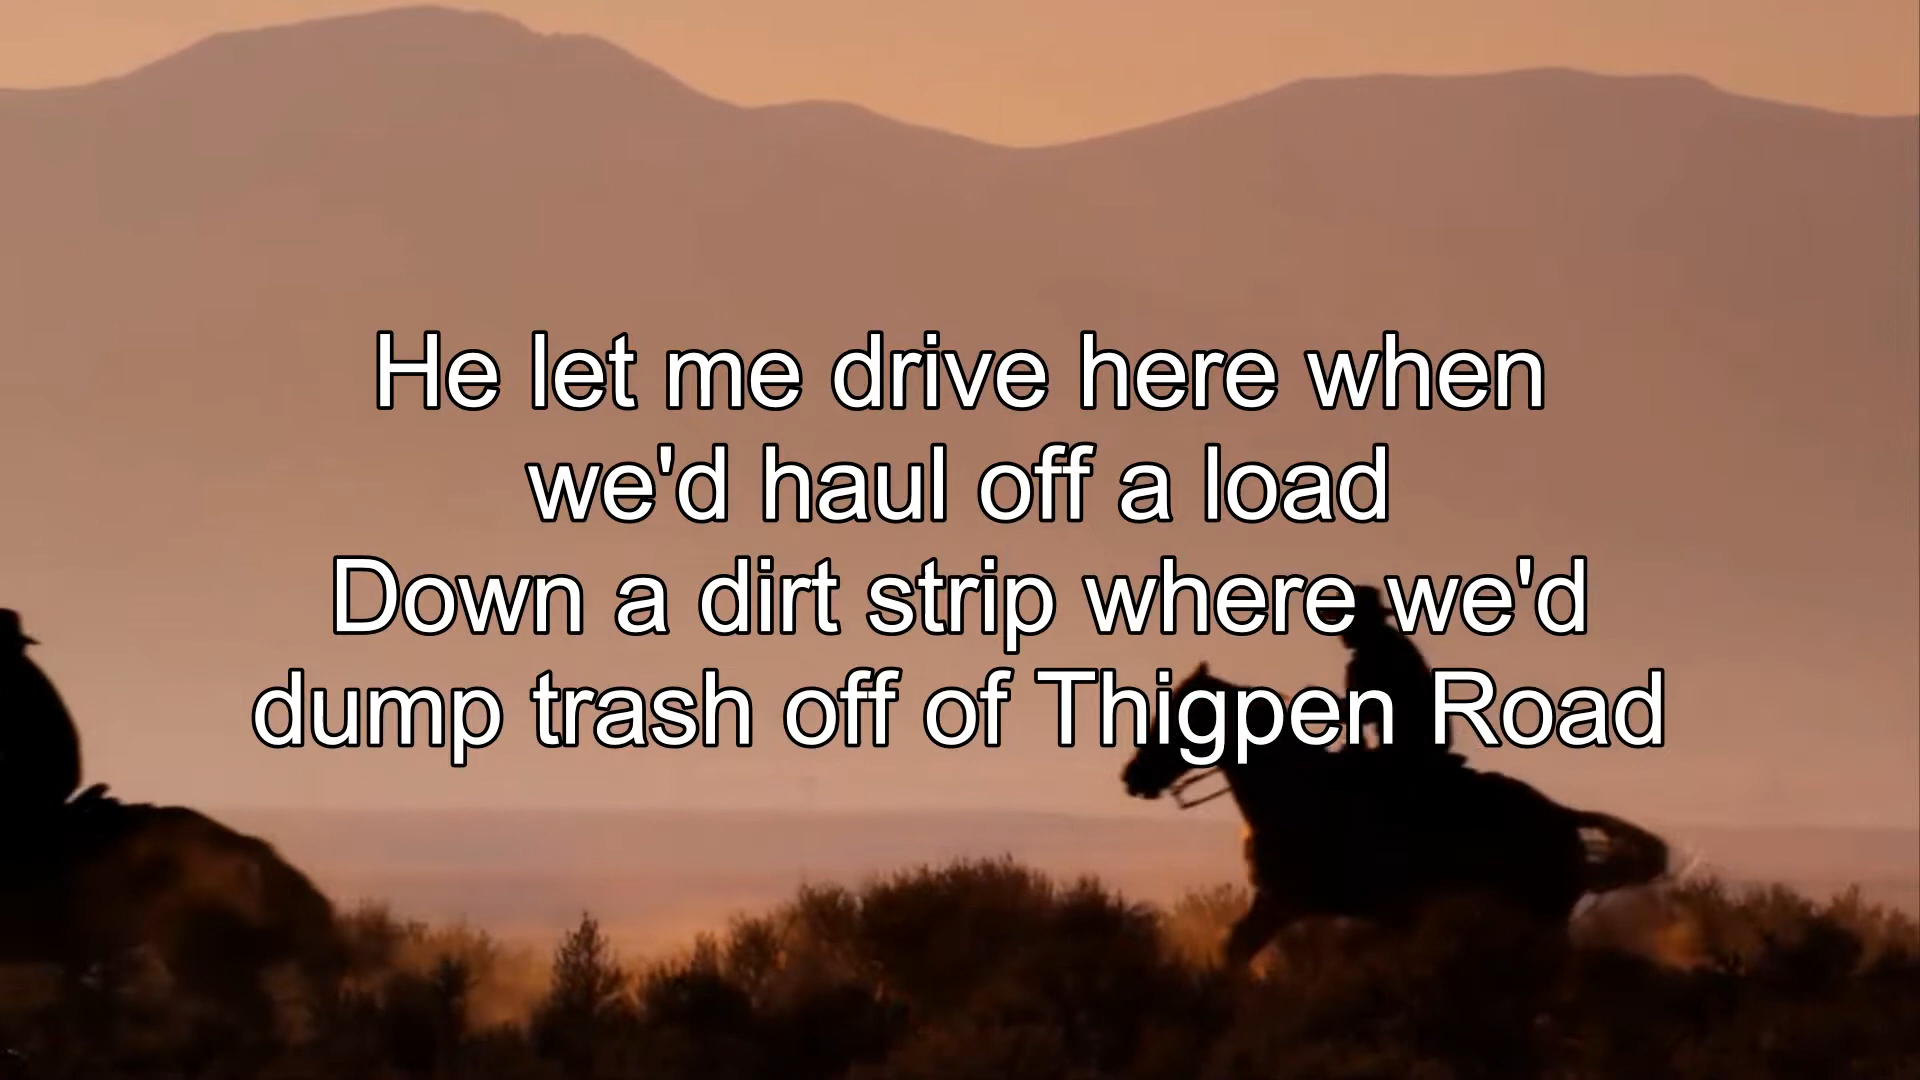 He let me drive here when
we'd haul off a load
Down a dirt strip where we'd
dump trash off of Thigpen Road